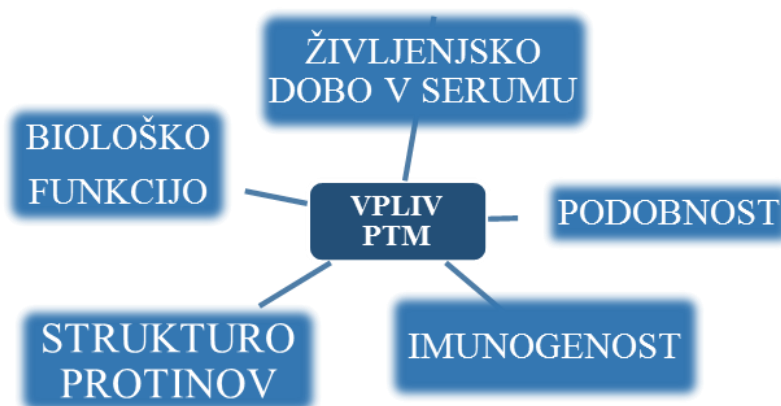 ŽIVLJENJSKO
DOBO V SERUMU
BIOLOŠKO
FUNKCIJO
VPLIV
PTM
PODOBNOST
STRUKTURO
PROTINOV
IMUNOGENOST